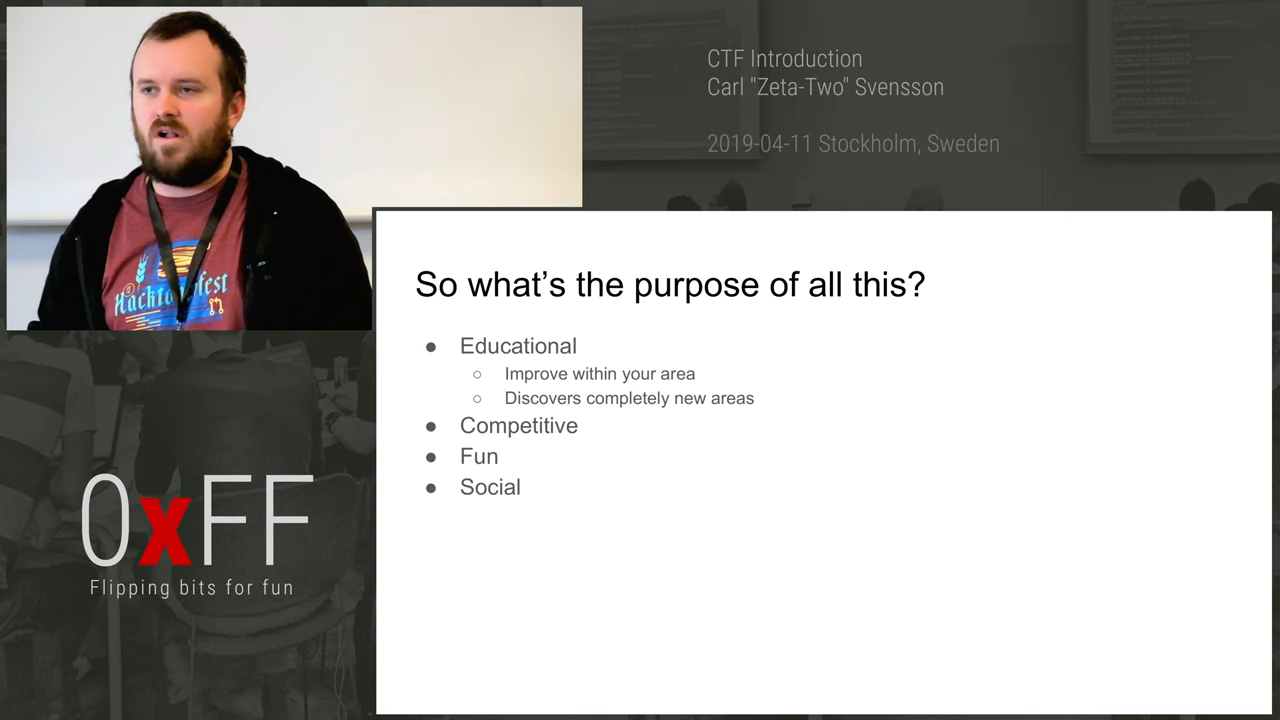 CTF Introduction
Carl "Zeta-Two" Svensson
2019-04-11 Stockholm, Sweden
Hacktoberfest
So what's the purpose of all this?
● Educational
○ Improve within your area
○ Discovers completely new areas
● Competitive
● Fun
● Social
0xFF
Flipping bits for fun